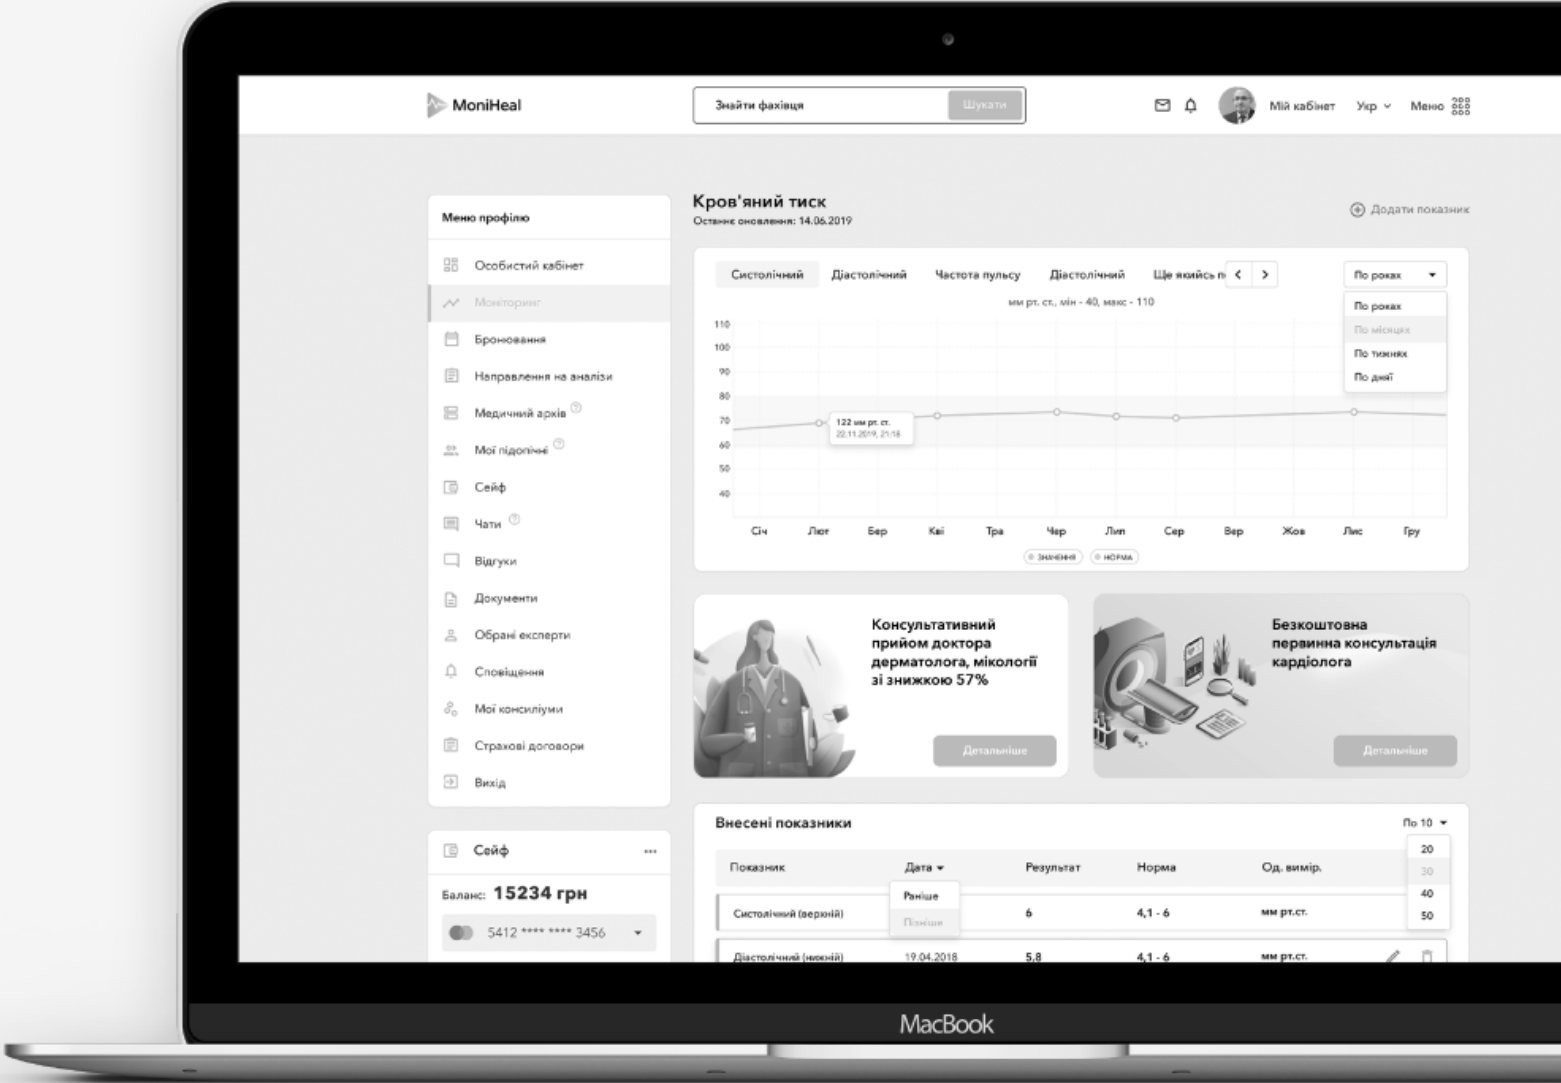 MoniHeal
Знайти фахівця
Шукати
Мій кабінет
Укр
Меню
Меню профілю
Особистий кабінет
Моніторинг
Бронювання
Направлення на аналізи
Медичний архів
Мої підопічні
Сейф
Чати
Відгуки
Документи
Обрані експерти
Сповіщення
Мої консиліуми
Страхові договори
Вихід
Сейф
Баланс: 15234 грн
5412 **** **** 3456
Кров'яний тиск
Останнє оновлення: 14.06.2019
Додати показник
Систолічний Діастолічний Частота пульсу Діастолічний Ще якийсь п
По роках
По роках
По місяцях
По тижнях
По дняї
мм рт. ст., мін - 40, макс - 110
110
100
90
80
70
60
50
40
122 мм рт. ст.
22.11.2019, 21:18
Січ Лют Бер Кві Тра Чер Лип Сер Вер Жов Лис Гру
ЗНАЧЕННЯ НОРМА
Консультативний
прийом доктора
дерматолога, мікології
зі знижкою 57%
Детальніше
Безкоштовна
первинна консультація
кардіолога
Детальніше
Внесені показники
По 10
20
30
40
50
Показник Дата Результат Норма Од. вимір.
Раніше
Пізніше
Систолічний (верхній) 6 4,1 - 6 мм рт.ст.
Діастолічний (нижній) 19.04.2018 5,8 4,1 - 6 мм рт.ст.
MacBook